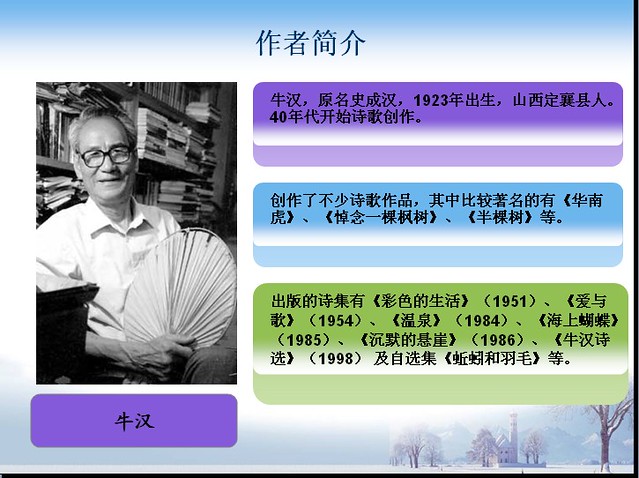 作者简介
牛汉，原名史成汉，1923年出生，山西定襄县人。
40年代开始诗歌创作。
创作了不少诗歌作品，其中比较著名的有《华南
虎》、《悼念一棵枫树》、《半棵树》等。
出版的诗集有《彩色的生活》（1951）、《爱与
歌》（1954）、《温泉》（1984）、《海上蝴蝶》
（1985）、《沉默的悬崖》（1986）、《牛汉诗
选》（1998） 及自选集《蚯蚓和羽毛》等。
牛汉